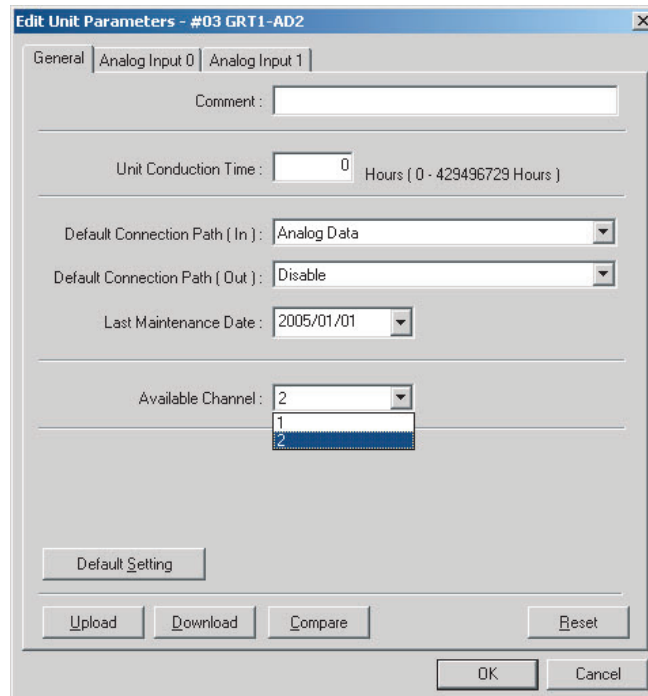 Edit Unit Parameters - #03 GRT1-AD2
General Analog Input 0 Analog Input 1
Comment :
Unit Conduction Time : 0 Hours ( 0 - 429496729 Hours )
Default Connection Path ( In ) : Analog Data
Default Connection Path ( Out ) : Disable
Last Maintenance Date : 2005/01/01
Available Channel : 2
1
2
Default Setting
Upload Download Compare Reset
OK Cancel